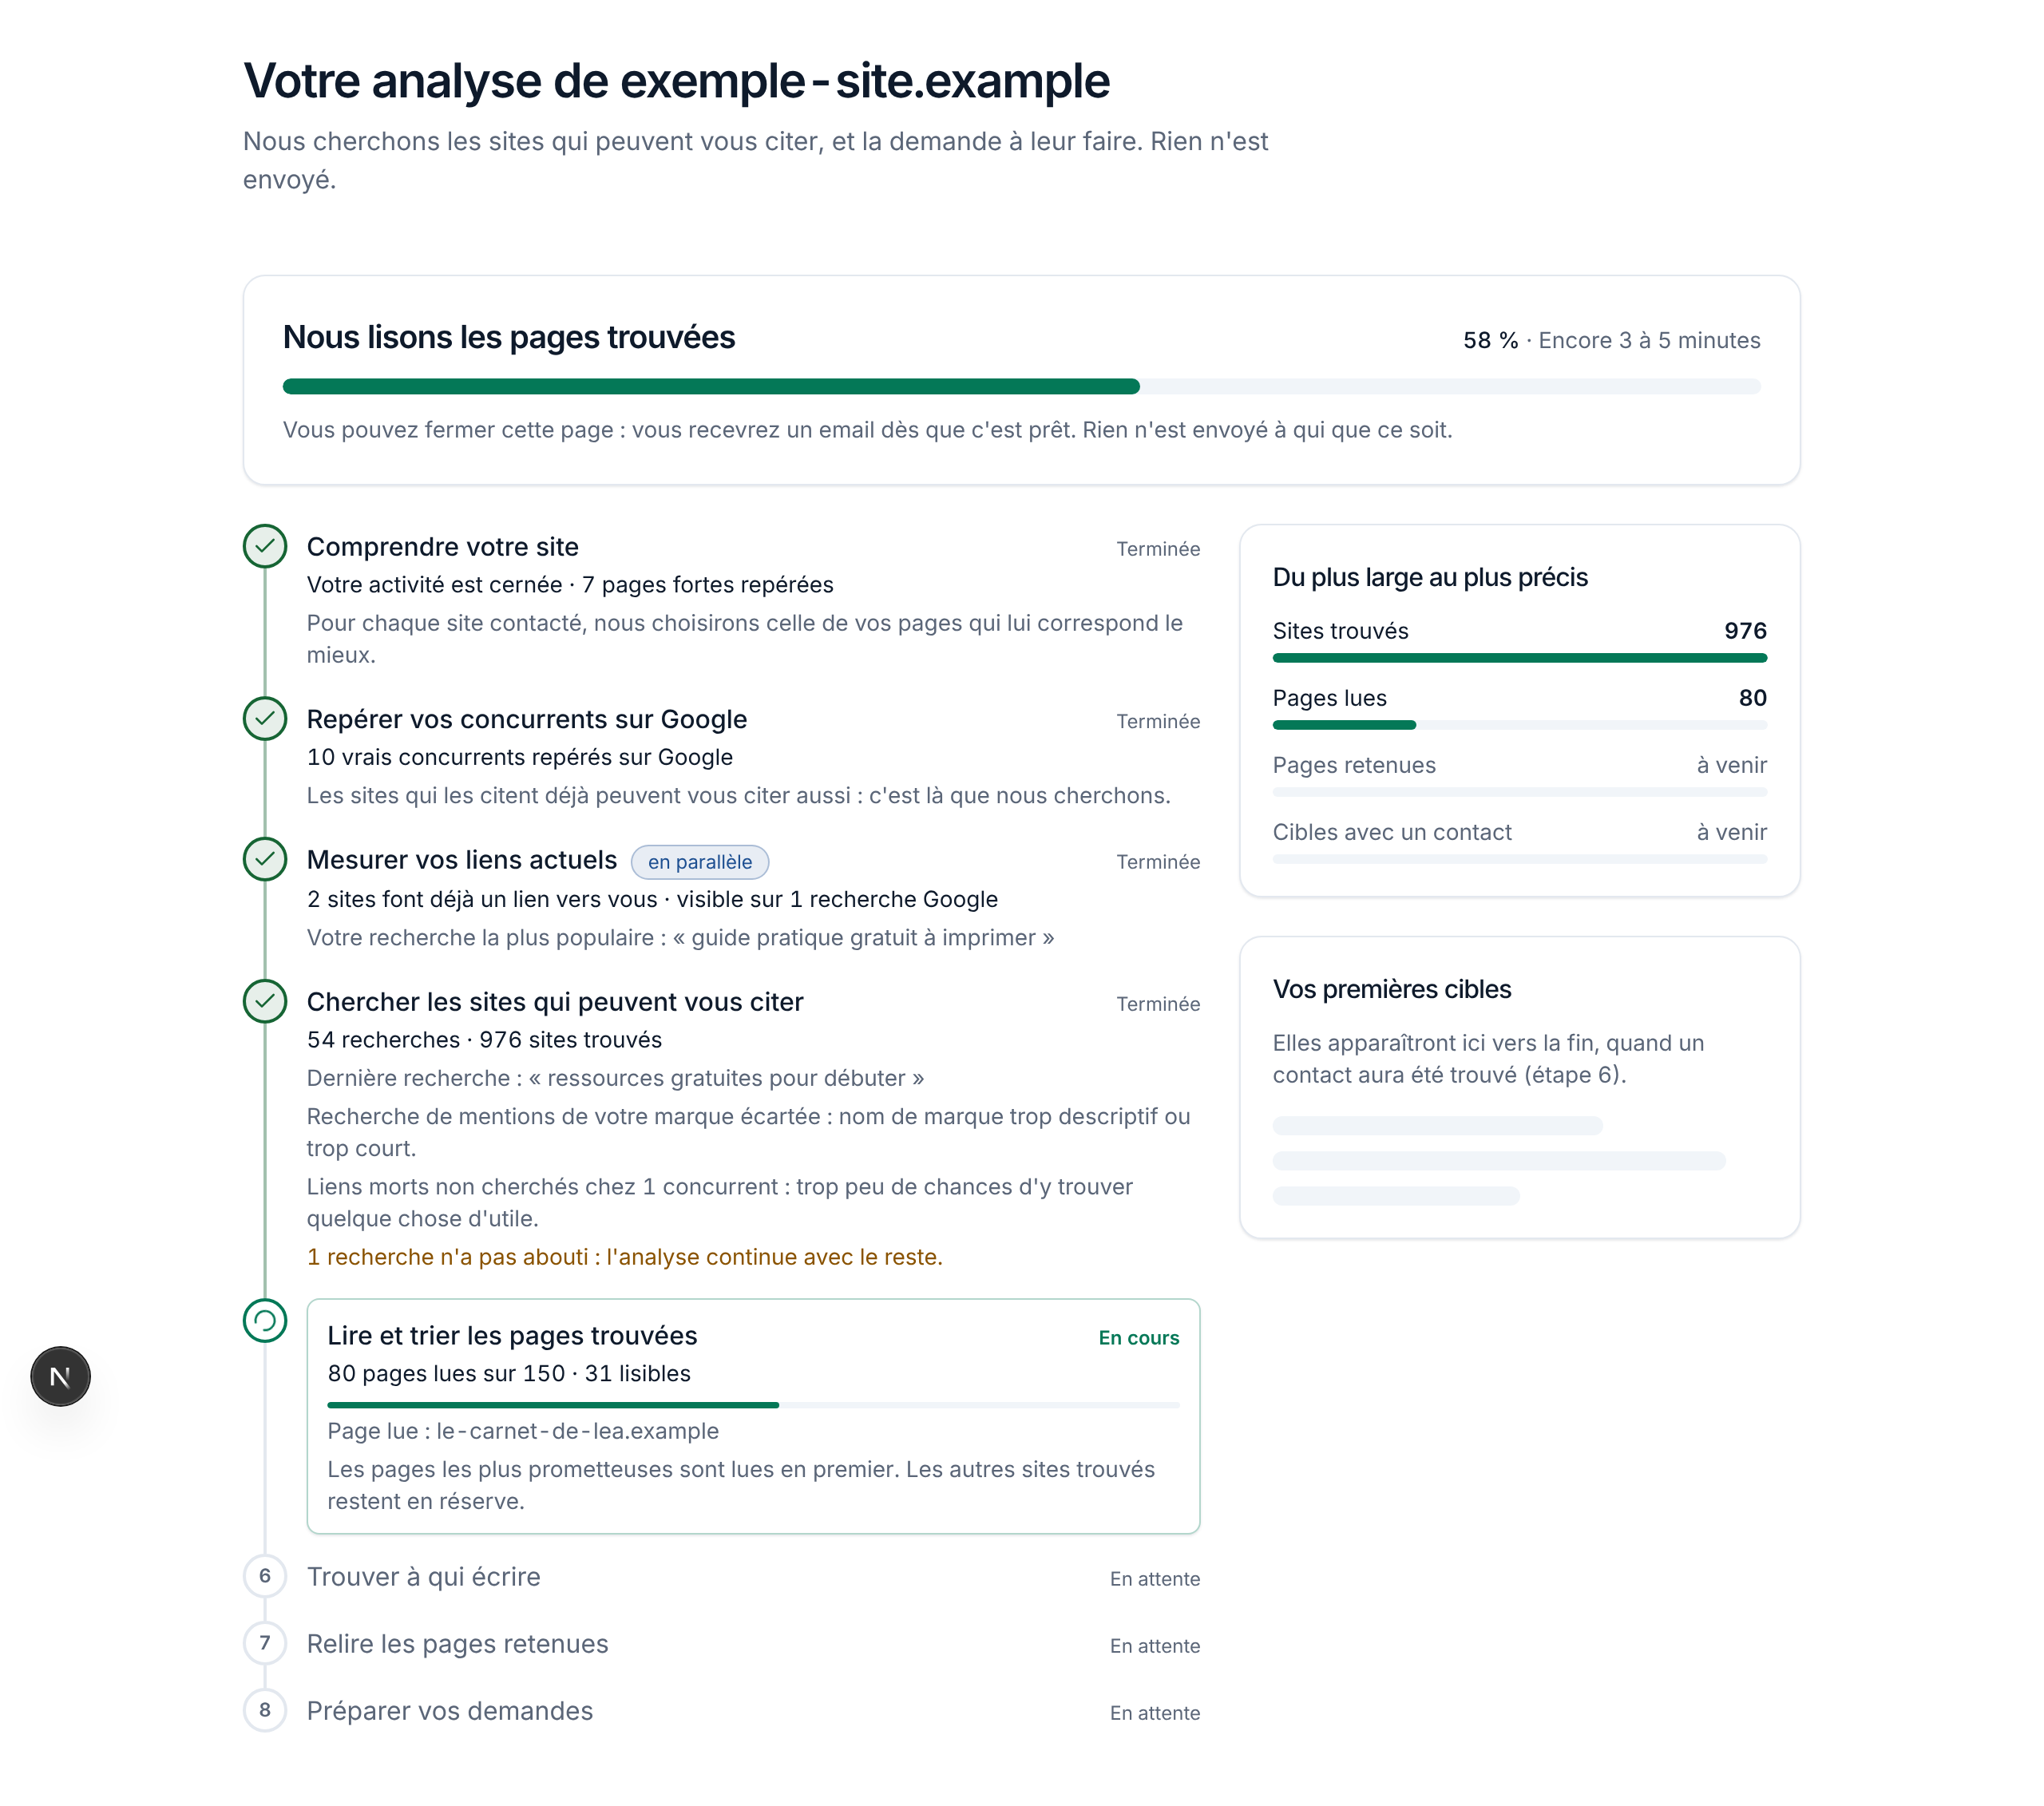 Votre analyse de exemple-site.example
Nous cherchons les sites qui peuvent vous citer, et la demande à leur faire. Rien n'est
envoyé.
Nous lisons les pages trouvées
58 % · Encore 3 à 5 minutes
Vous pouvez fermer cette page : vous recevrez un email dès que c'est prêt. Rien n'est envoyé à qui que ce soit.
Comprendre votre site
Terminée
Votre activité est cernée · 7 pages fortes repérées
Pour chaque site contacté, nous choisirons celle de vos pages qui lui correspond le
mieux.
Repérer vos concurrents sur Google
Terminée
10 vrais concurrents repérés sur Google
Les sites qui les citent déjà peuvent vous citer aussi : c'est là que nous cherchons.
Mesurer vos liens actuels
en parallèle
Terminée
2 sites font déjà un lien vers vous · visible sur 1 recherche Google
Votre recherche la plus populaire : « guide pratique gratuit à imprimer »
Chercher les sites qui peuvent vous citer
Terminée
54 recherches · 976 sites trouvés
Dernière recherche : « ressources gratuites pour débuter »
Recherche de mentions de votre marque écartée : nom de marque trop descriptif ou
trop court.
Liens morts non cherchés chez 1 concurrent : trop peu de chances d'y trouver
quelque chose d'utile.
1 recherche n'a pas abouti : l'analyse continue avec le reste.
Lire et trier les pages trouvées
En cours
80 pages lues sur 150 · 31 lisibles
Page lue : le-carnet-de-lea.example
Les pages les plus prometteuses sont lues en premier. Les autres sites trouvés
restent en réserve.
6
Trouver à qui écrire
En attente
7
Relire les pages retenues
En attente
8
Préparer vos demandes
En attente
Du plus large au plus précis
Sites trouvés
976
Pages lues
80
Pages retenues
à venir
Cibles avec un contact
à venir
Vos premières cibles
Elles apparaîtront ici vers la fin, quand un
contact aura été trouvé (étape 6).
N